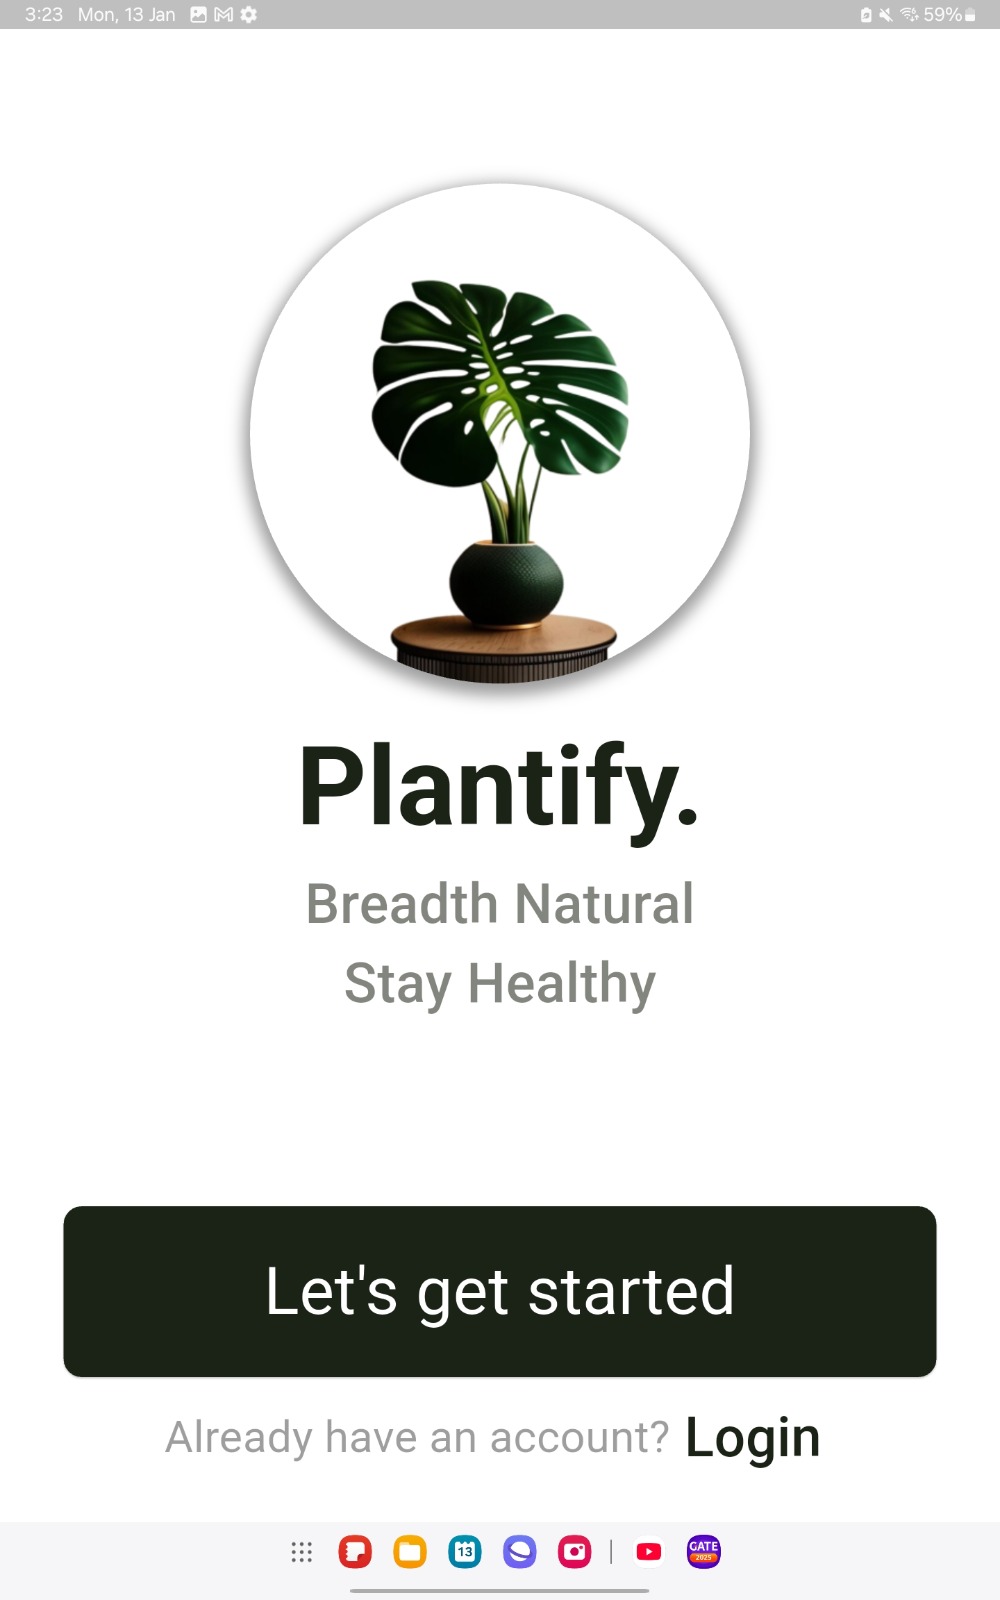 3:23 Mon, 13 Jan 59%
Plantify.
Breadth Natural
Stay Healthy
Let's get started
Already have an account? Login
13
GATE
2025